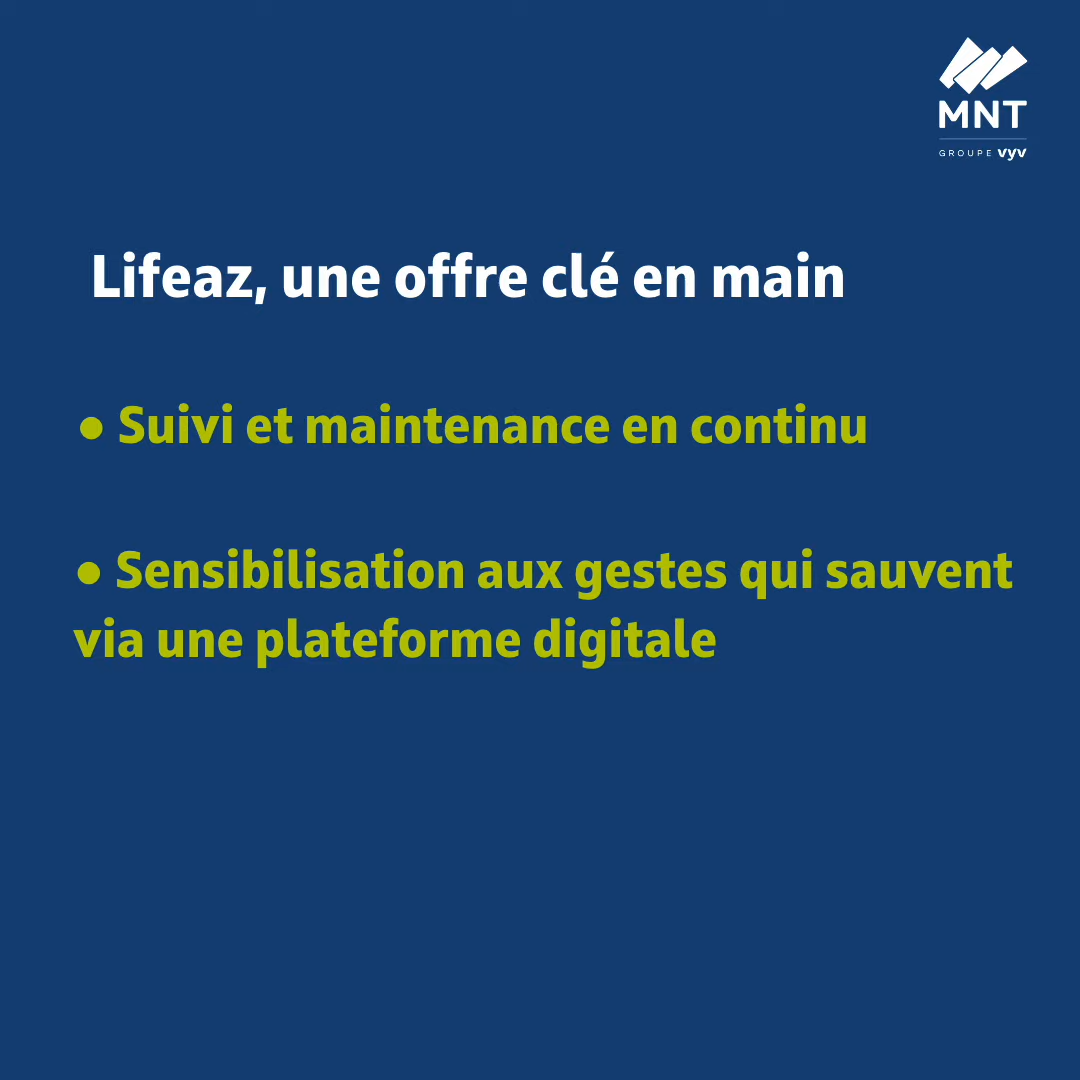 MNT
GROUPE vyv
Lifeaz, une offre clé en main
● Suivi et maintenance en continu
● Sensibilisation aux gestes qui sauvent
via une plateforme digitale